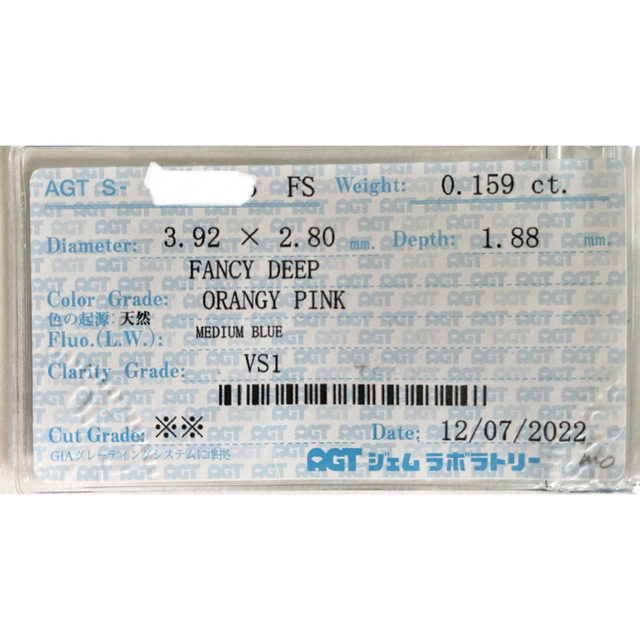 AGT S- FS Weight: 0.159 ct.
Diameter: 3.92 × 2.80 mm. Depth: 1.88 mm.
FANCY DEEP
Color Grade: ORANGY PINK
色の起源:天然
Fluo.(L.W.): MEDIUM BLUE
Clarity Grade: VS1
Cut Grade: ※※ Date: 12/07/2022
GIAグレーディングシステムに準拠
AGTジェムラボラトリー